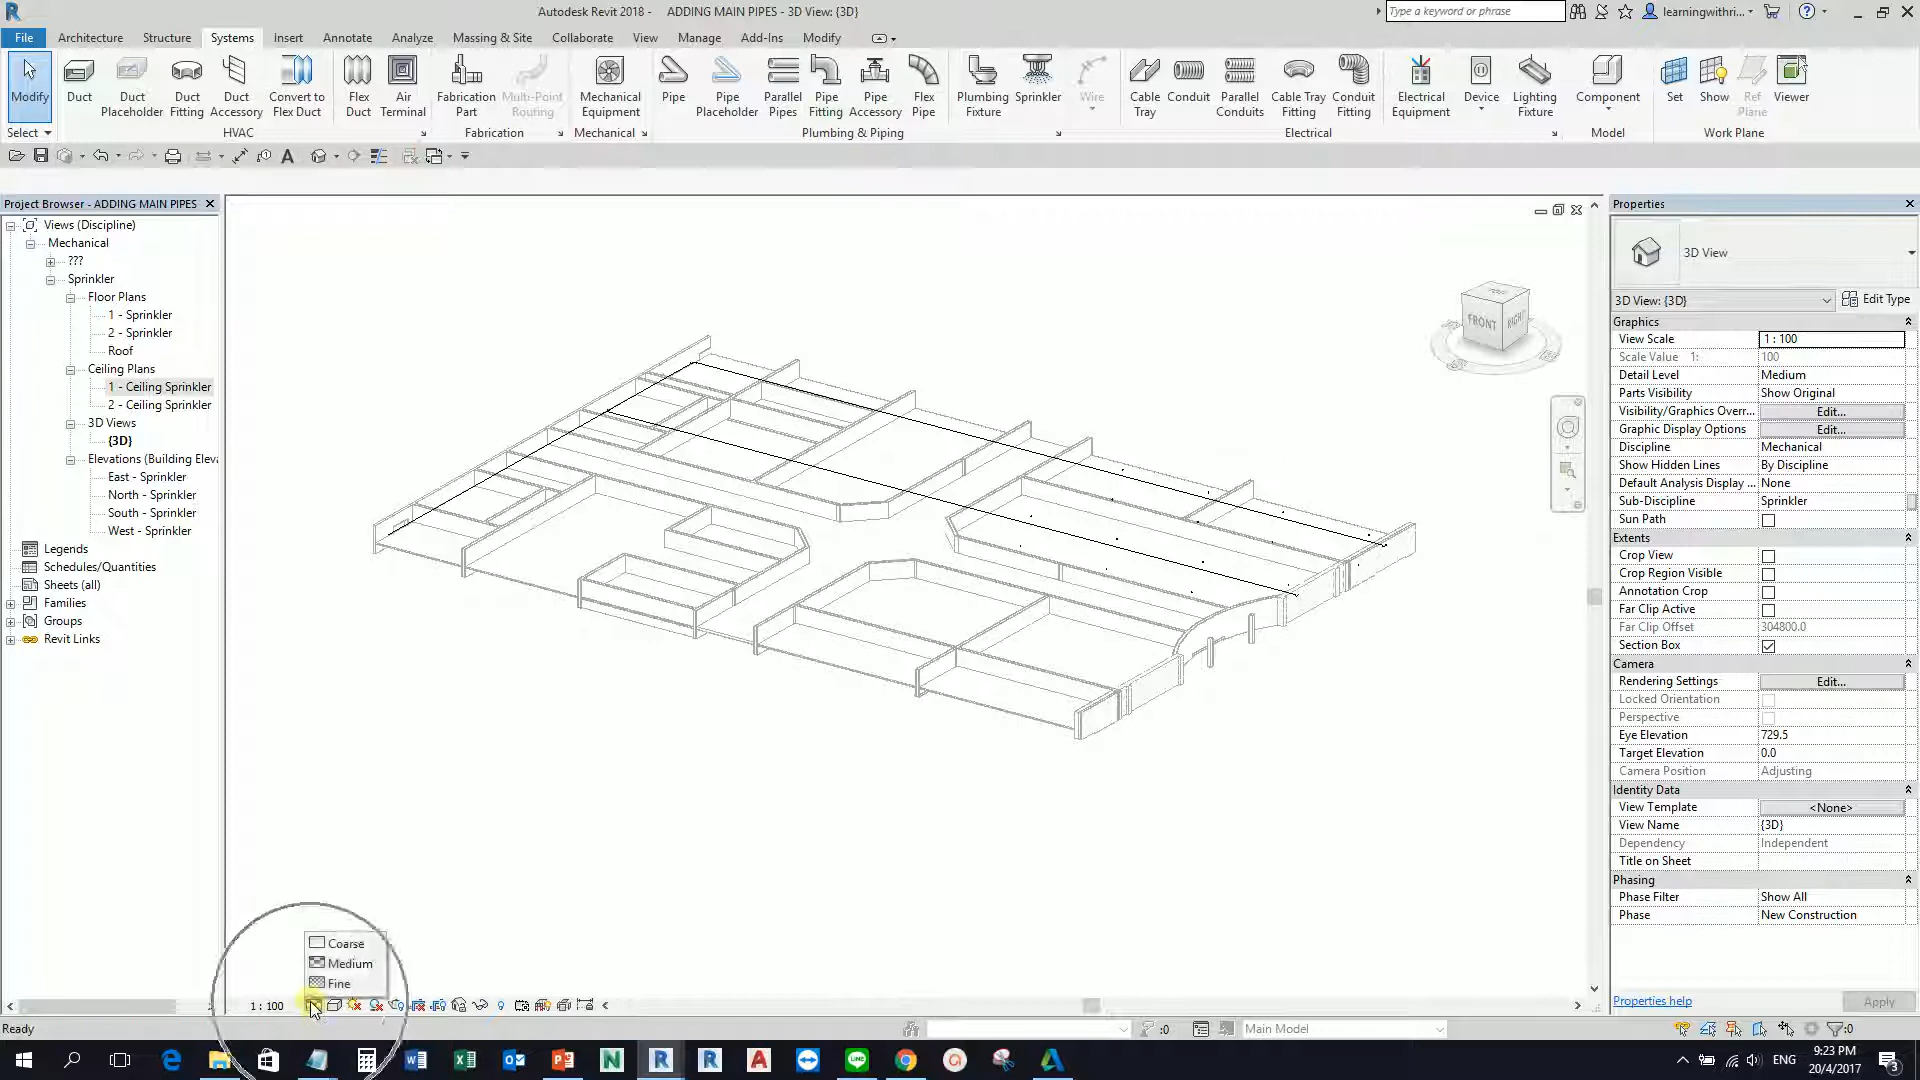 Autodesk Revit 2018 -     ADDING MAIN PIPES - 3D View: {3D}
Type a keyword or phrase
learningwithri...
File Architecture Structure Systems Insert Annotate Analyze Massing & Site Collaborate View Manage Add-Ins Modify
Modify
Duct
Duct Placeholder
Duct Fitting
Duct Accessory
Convert to Flex Duct
Flex Duct
Air Terminal
Fabrication Part
Multi-Point Routing
Mechanical Equipment
Pipe
Pipe Placeholder
Parallel Pipes
Pipe Fitting
Pipe Accessory
Flex Pipe
Plumbing Fixture
Sprinkler
Wire
Cable Tray
Conduit
Parallel Conduits
Cable Tray Fitting
Conduit Fitting
Electrical Equipment
Device
Lighting Fixture
Component
Set
Show
Ref Plane
Viewer
Select HVAC Fabrication Mechanical Plumbing & Piping Electrical Model Work Plane
Project Browser - ADDING MAIN PIPES
Views (Discipline)
Mechanical
???
Sprinkler
Floor Plans
1 - Sprinkler
2 - Sprinkler
Roof
Ceiling Plans
1 - Ceiling Sprinkler
2 - Ceiling Sprinkler
3D Views
{3D}
Elevations (Building Eleva
East - Sprinkler
North - Sprinkler
South - Sprinkler
West - Sprinkler
Legends
Schedules/Quantities
Sheets (all)
Families
Groups
Revit Links
FRONT
RIGHT
Coarse
Medium
Fine
1 : 100
Properties
3D View
3D View: {3D} Edit Type
Graphics
View Scale 1 : 100
Scale Value 1: 100
Detail Level Medium
Parts Visibility Show Original
Visibility/Graphics Overr... Edit...
Graphic Display Options Edit...
Discipline Mechanical
Show Hidden Lines By Discipline
Default Analysis Display ... None
Sub-Discipline Sprinkler
Sun Path
Extents
Crop View
Crop Region Visible
Annotation Crop
Far Clip Active
Far Clip Offset 304800.0
Section Box
Camera
Rendering Settings Edit...
Locked Orientation
Perspective
Eye Elevation 729.5
Target Elevation 0.0
Camera Position Adjusting
Identity Data
View Template <None>
View Name {3D}
Dependency Independent
Title on Sheet
Phasing
Phase Filter Show All
Phase New Construction
Properties help Apply
Ready
:0
Main Model
:0
ENG
9:23 PM
20/4/2017
3